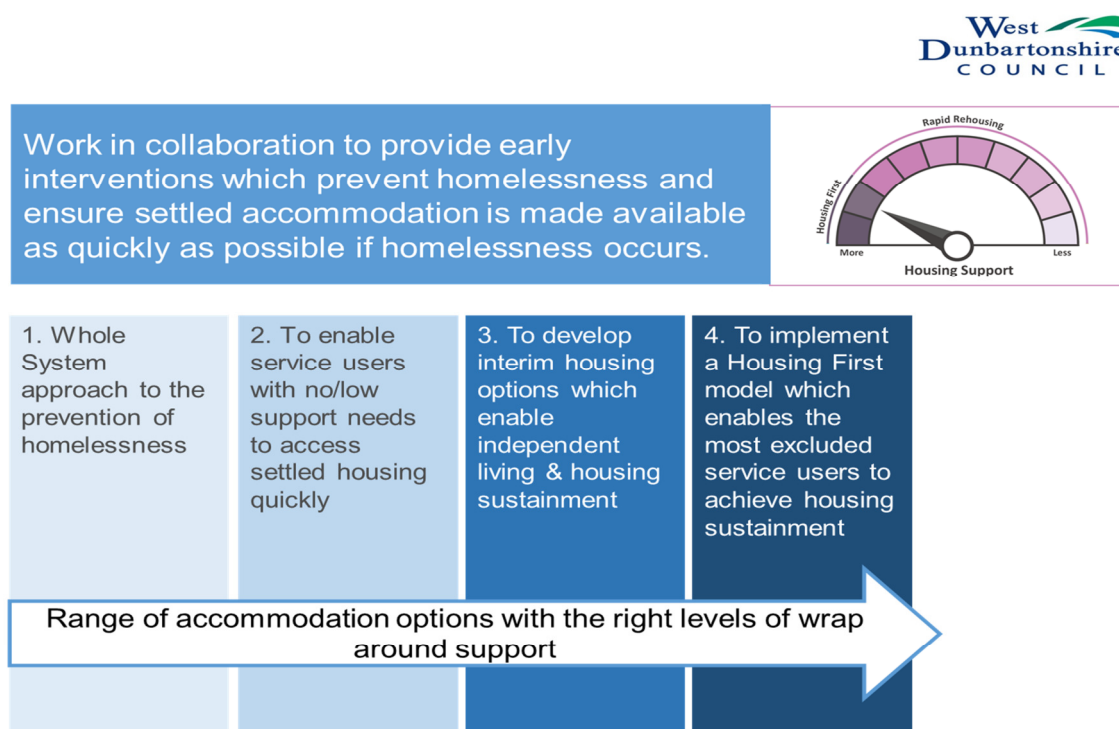 West
Dunbartonshire
COUNCIL
Work in collaboration to provide early
interventions which prevent homelessness and
ensure settled accommodation is made available
as quickly as possible if homelessness occurs.
Rapid Rehousing
Housing First
More
Less
Housing Support
1. Whole
System
approach to the
prevention of
homelessness
2. To enable
service users
with no/low
support needs
to access
settled housing
quickly
3. To develop
interim housing
options which
enable
independent
living & housing
sustainment
4. To implement
a Housing First
model which
enables the
most excluded
service users to
achieve housing
sustainment
Range of accommodation options with the right levels of wrap
around support